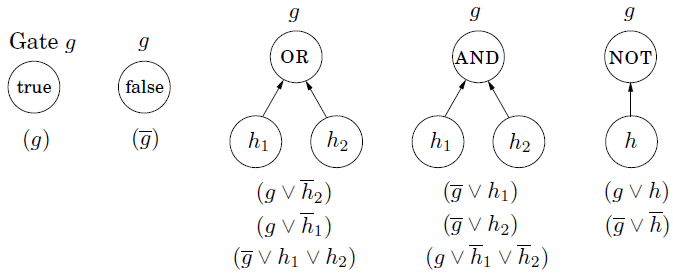 Gate g
g
g
g
g
true
false
OR
AND
NOT
h₁
h₂
h₁
h₂
h
(g)
(g̅)
(g ∨ h̅₂)
(g̅ ∨ h₁)
(g ∨ h)
(g ∨ h̅₁)
(g̅ ∨ h₂)
(g̅ ∨ h̅)
(g̅ ∨ h₁ ∨ h₂)
(g ∨ h̅₁ ∨ h̅₂)